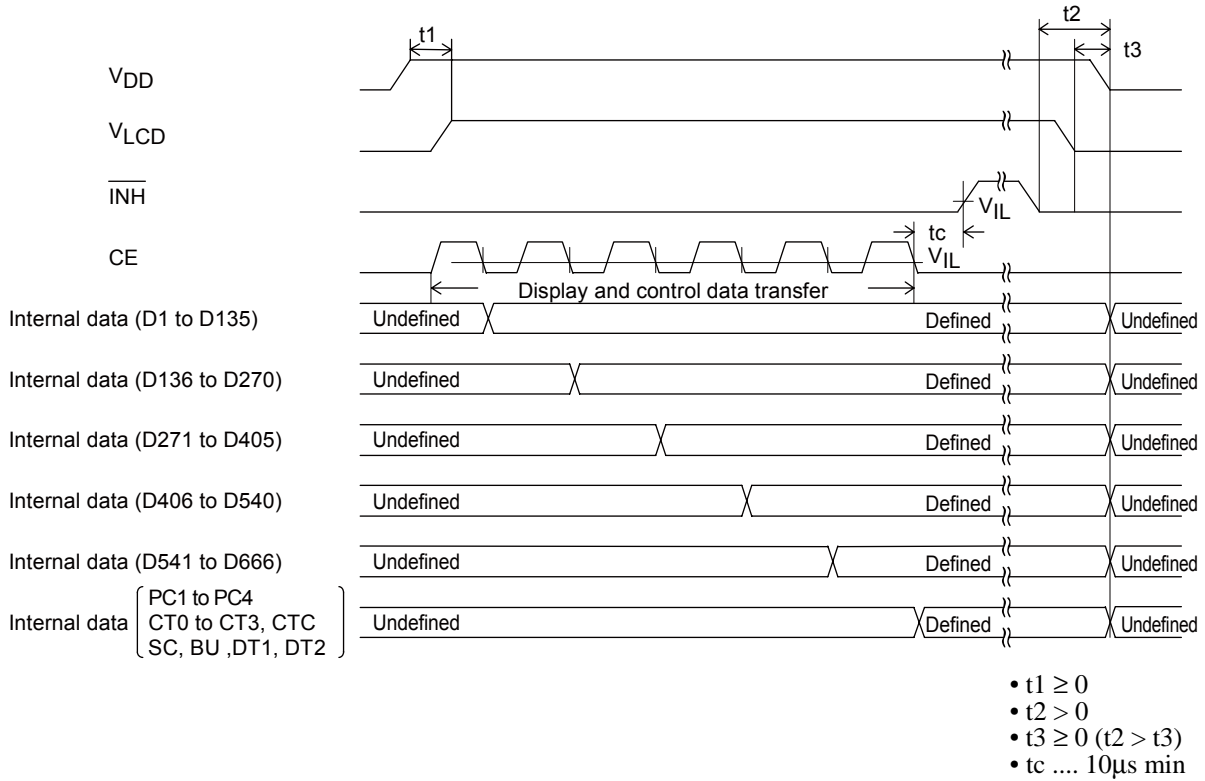 t2
t1
t3
VDD
VLCD
INH
VIL
tc
CE
VIL
Display and control data transfer
Internal data (D1 to D135) Undefined Defined Undefined
Internal data (D136 to D270) Undefined Defined Undefined
Internal data (D271 to D405) Undefined Defined Undefined
Internal data (D406 to D540) Undefined Defined Undefined
Internal data (D541 to D666) Undefined Defined Undefined
PC1 to PC4
Internal data CT0 to CT3, CTC Undefined Defined Undefined
SC, BU ,DT1, DT2
• t1 ≥ 0
• t2 > 0
• t3 ≥ 0 (t2 > t3)
• tc .... 10μs min